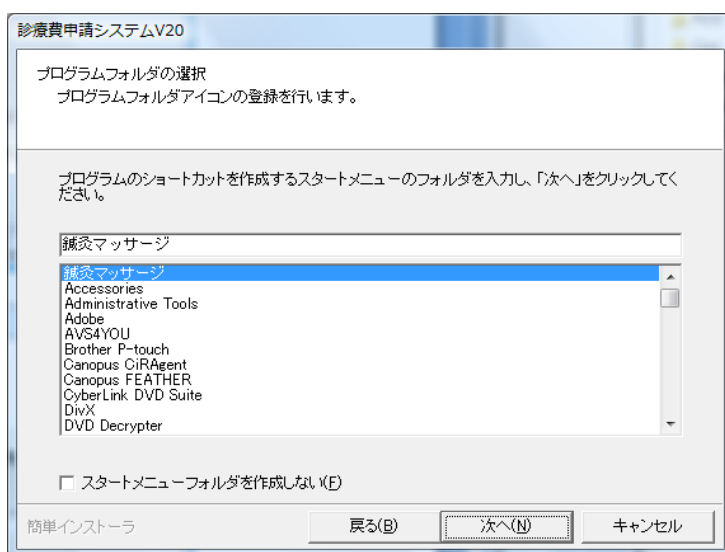 診療費申請システムV20
プログラムフォルダの選択
プログラムフォルダアイコンの登録を行います。
プログラムのショートカットを作成するスタートメニューのフォルダを入力し、「次へ」をクリックしてく
ださい。
鍼灸マッサージ
鍼灸マッサージ
Accessories
Administrative Tools
Adobe
AVS4YOU
Brother P-touch
Canopus CiRAgent
Canopus FEATHER
CyberLink DVD Suite
DivX
DVD Decrypter
スタートメニューフォルダを作成しない(F)
簡単インストーラ
戻る(B)
次へ(N)
キャンセル